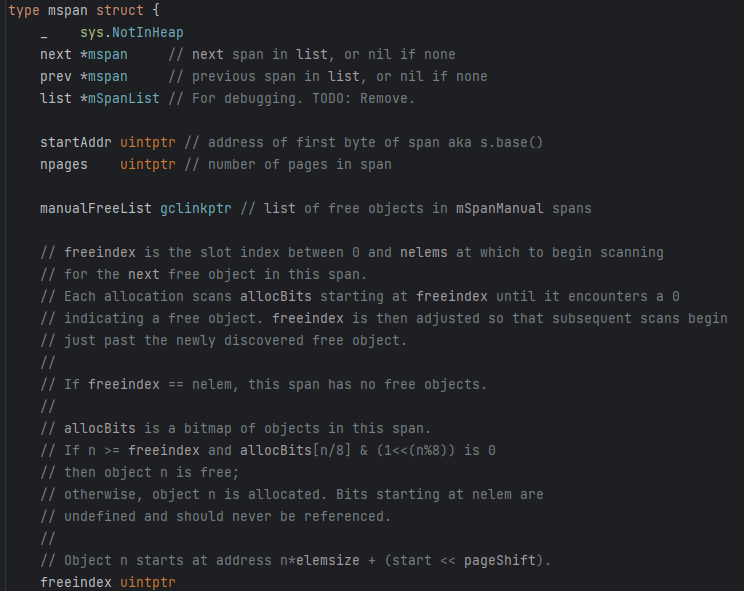 type mspan struct {
    _    sys.NotInHeap
    next *mspan     // next span in list, or nil if none
    prev *mspan     // previous span in list, or nil if none
    list *mSpanList // For debugging. TODO: Remove.

    startAddr uintptr // address of first byte of span aka s.base()
    npages    uintptr // number of pages in span

    manualFreeList gclinkptr // list of free objects in mSpanManual spans

    // freeindex is the slot index between 0 and nelems at which to begin scanning
    // for the next free object in this span.
    // Each allocation scans allocBits starting at freeindex until it encounters a 0
    // indicating a free object. freeindex is then adjusted so that subsequent scans begin
    // just past the newly discovered free object.
    //
    // If freeindex == nelem, this span has no free objects.
    //
    // allocBits is a bitmap of objects in this span.
    // If n >= freeindex and allocBits[n/8] & (1<<(n%8)) is 0
    // then object n is free;
    // otherwise, object n is allocated. Bits starting at nelem are
    // undefined and should never be referenced.
    //
    // Object n starts at address n*elemsize + (start << pageShift).
    freeindex uintptr